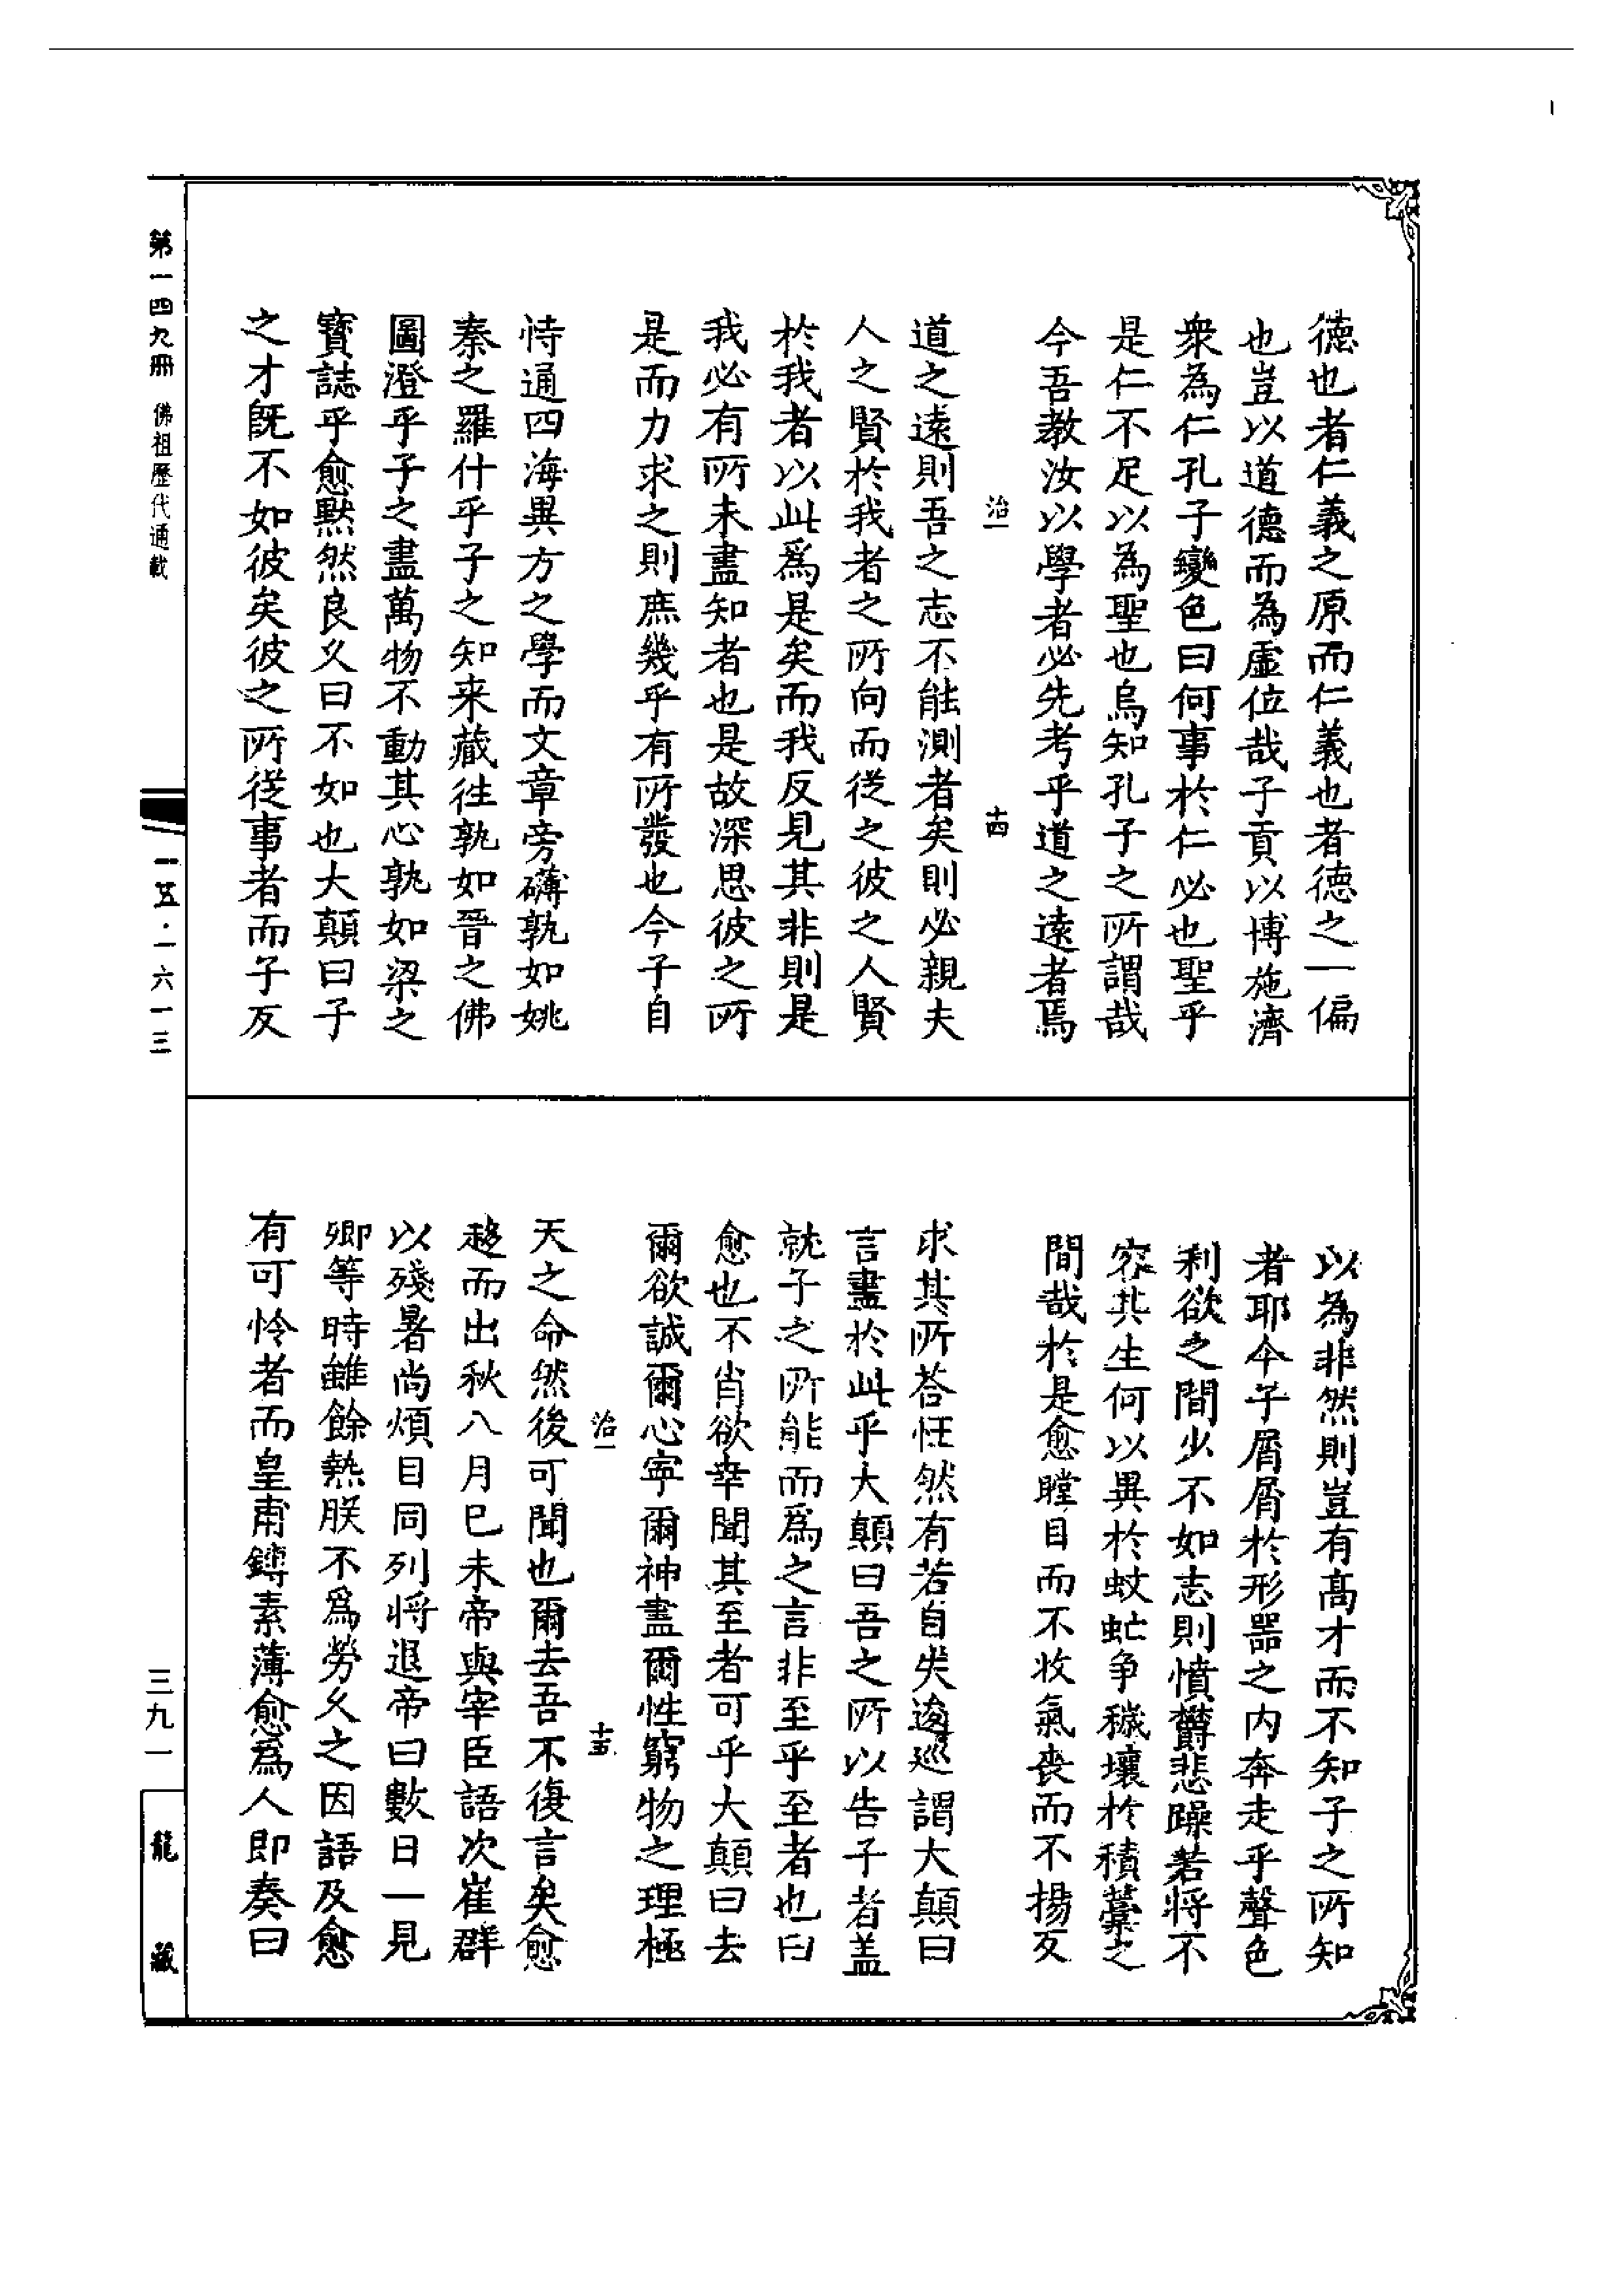 德也者仁義之原而仁義也者德之一偏
也豈以道德而為虛位哉子貢以博施濟
衆為仁孔子變色曰何事於仁必也聖乎
是仁不足以為聖也烏知孔子之所謂哉
今吾教汝以學者必先考乎道之遠者焉
治一
十四
道之遠則吾之志不能測者矣則必親夫
人之賢於我者之所向而從之彼之人賢
於我者以此為是矣而我反見其非則是
我必有所未盡知者也是故深思彼之所
是而力求之則庶幾乎有所發也今子自
恃通四海異方之學而文章旁礴孰如姚
秦之羅什乎子之知來藏往孰如晉之佛
圖澄乎子之盡萬物不動其心孰如梁之
寶誌乎愈默然良久曰不如也大顛曰子
之才既不如彼矣彼之所從事者而子反
以為非然則豈有高才而不知子之所知
者耶今子屑屑於形器之内奔走乎聲色
利欲之間少不如志則憤欝悲躁若將不
容其生何以異於蚊虻爭穢壤於積藁之
間哉於是愈瞠目而不收氣喪而不揚反
求其所荅恇然有若自失逡巡謂大顛曰
言盡於此乎大顛曰吾之所以告子者盖
就子之所能而為之言非至乎至者也曰
愈也不肖欲幸聞其至者可乎大顛曰去
爾欲誠爾心寧爾神盡爾性窮物之理極
治一
十五
天之命然後可聞也爾去吾不復言矣愈
趍而出秋八月巳未帝與宰臣語次崔群
以殘暑尚煩目同列將退帝曰數日一見
卿等時雖餘熱朕不為勞久之因語及愈
有可怜者而皇甫鎛素薄愈為人即奏曰
第一四九冊 佛祖歷代通載
一五·一六一三
三九一
龍藏